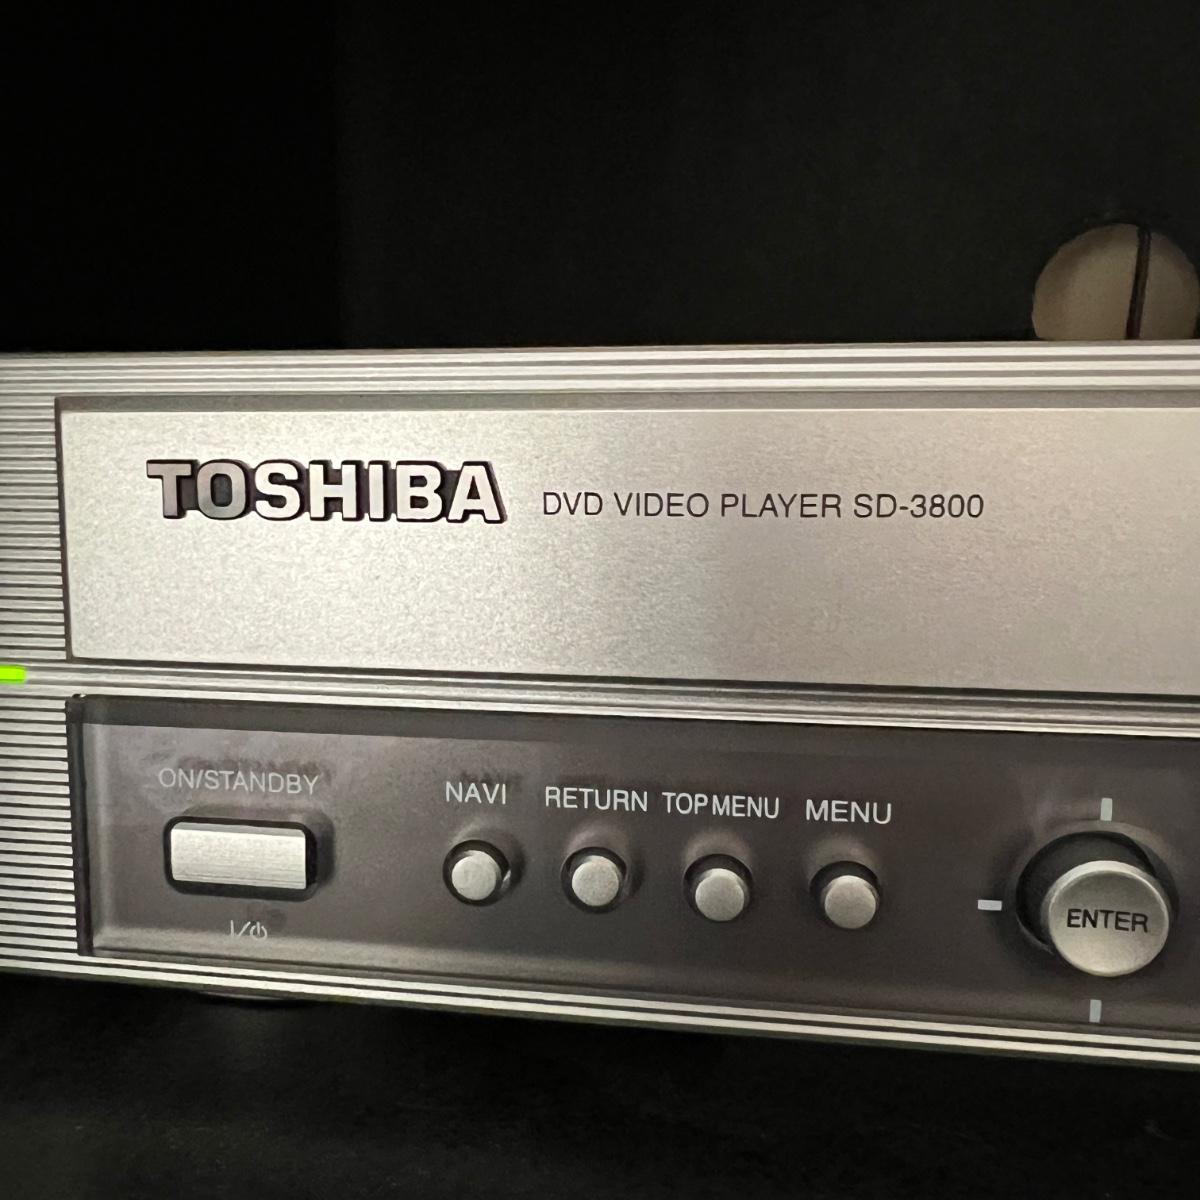 TOSHIBA DVD VIDEO PLAYER SD-3800
ON/STANDBY NAVI RETURN TOP MENU MENU
ENTER
I/⏻